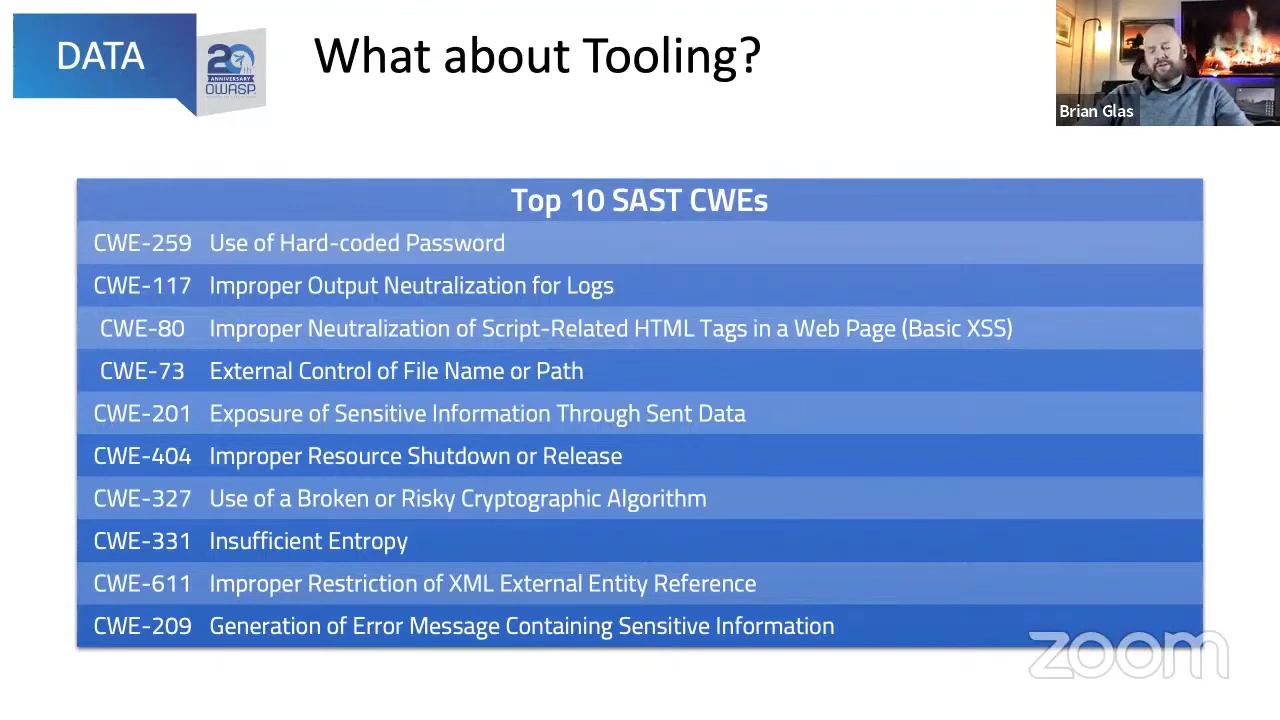 DATA
20th
ANNIVERSARY
OWASP
What about Tooling?
Brian Glas
Top 10 SAST CWEs
CWE-259 Use of Hard-coded Password
CWE-117 Improper Output Neutralization for Logs
CWE-80 Improper Neutralization of Script-Related HTML Tags in a Web Page (Basic XSS)
CWE-73 External Control of File Name or Path
CWE-201 Exposure of Sensitive Information Through Sent Data
CWE-404 Improper Resource Shutdown or Release
CWE-327 Use of a Broken or Risky Cryptographic Algorithm
CWE-331 Insufficient Entropy
CWE-611 Improper Restriction of XML External Entity Reference
CWE-209 Generation of Error Message Containing Sensitive Information
zoom